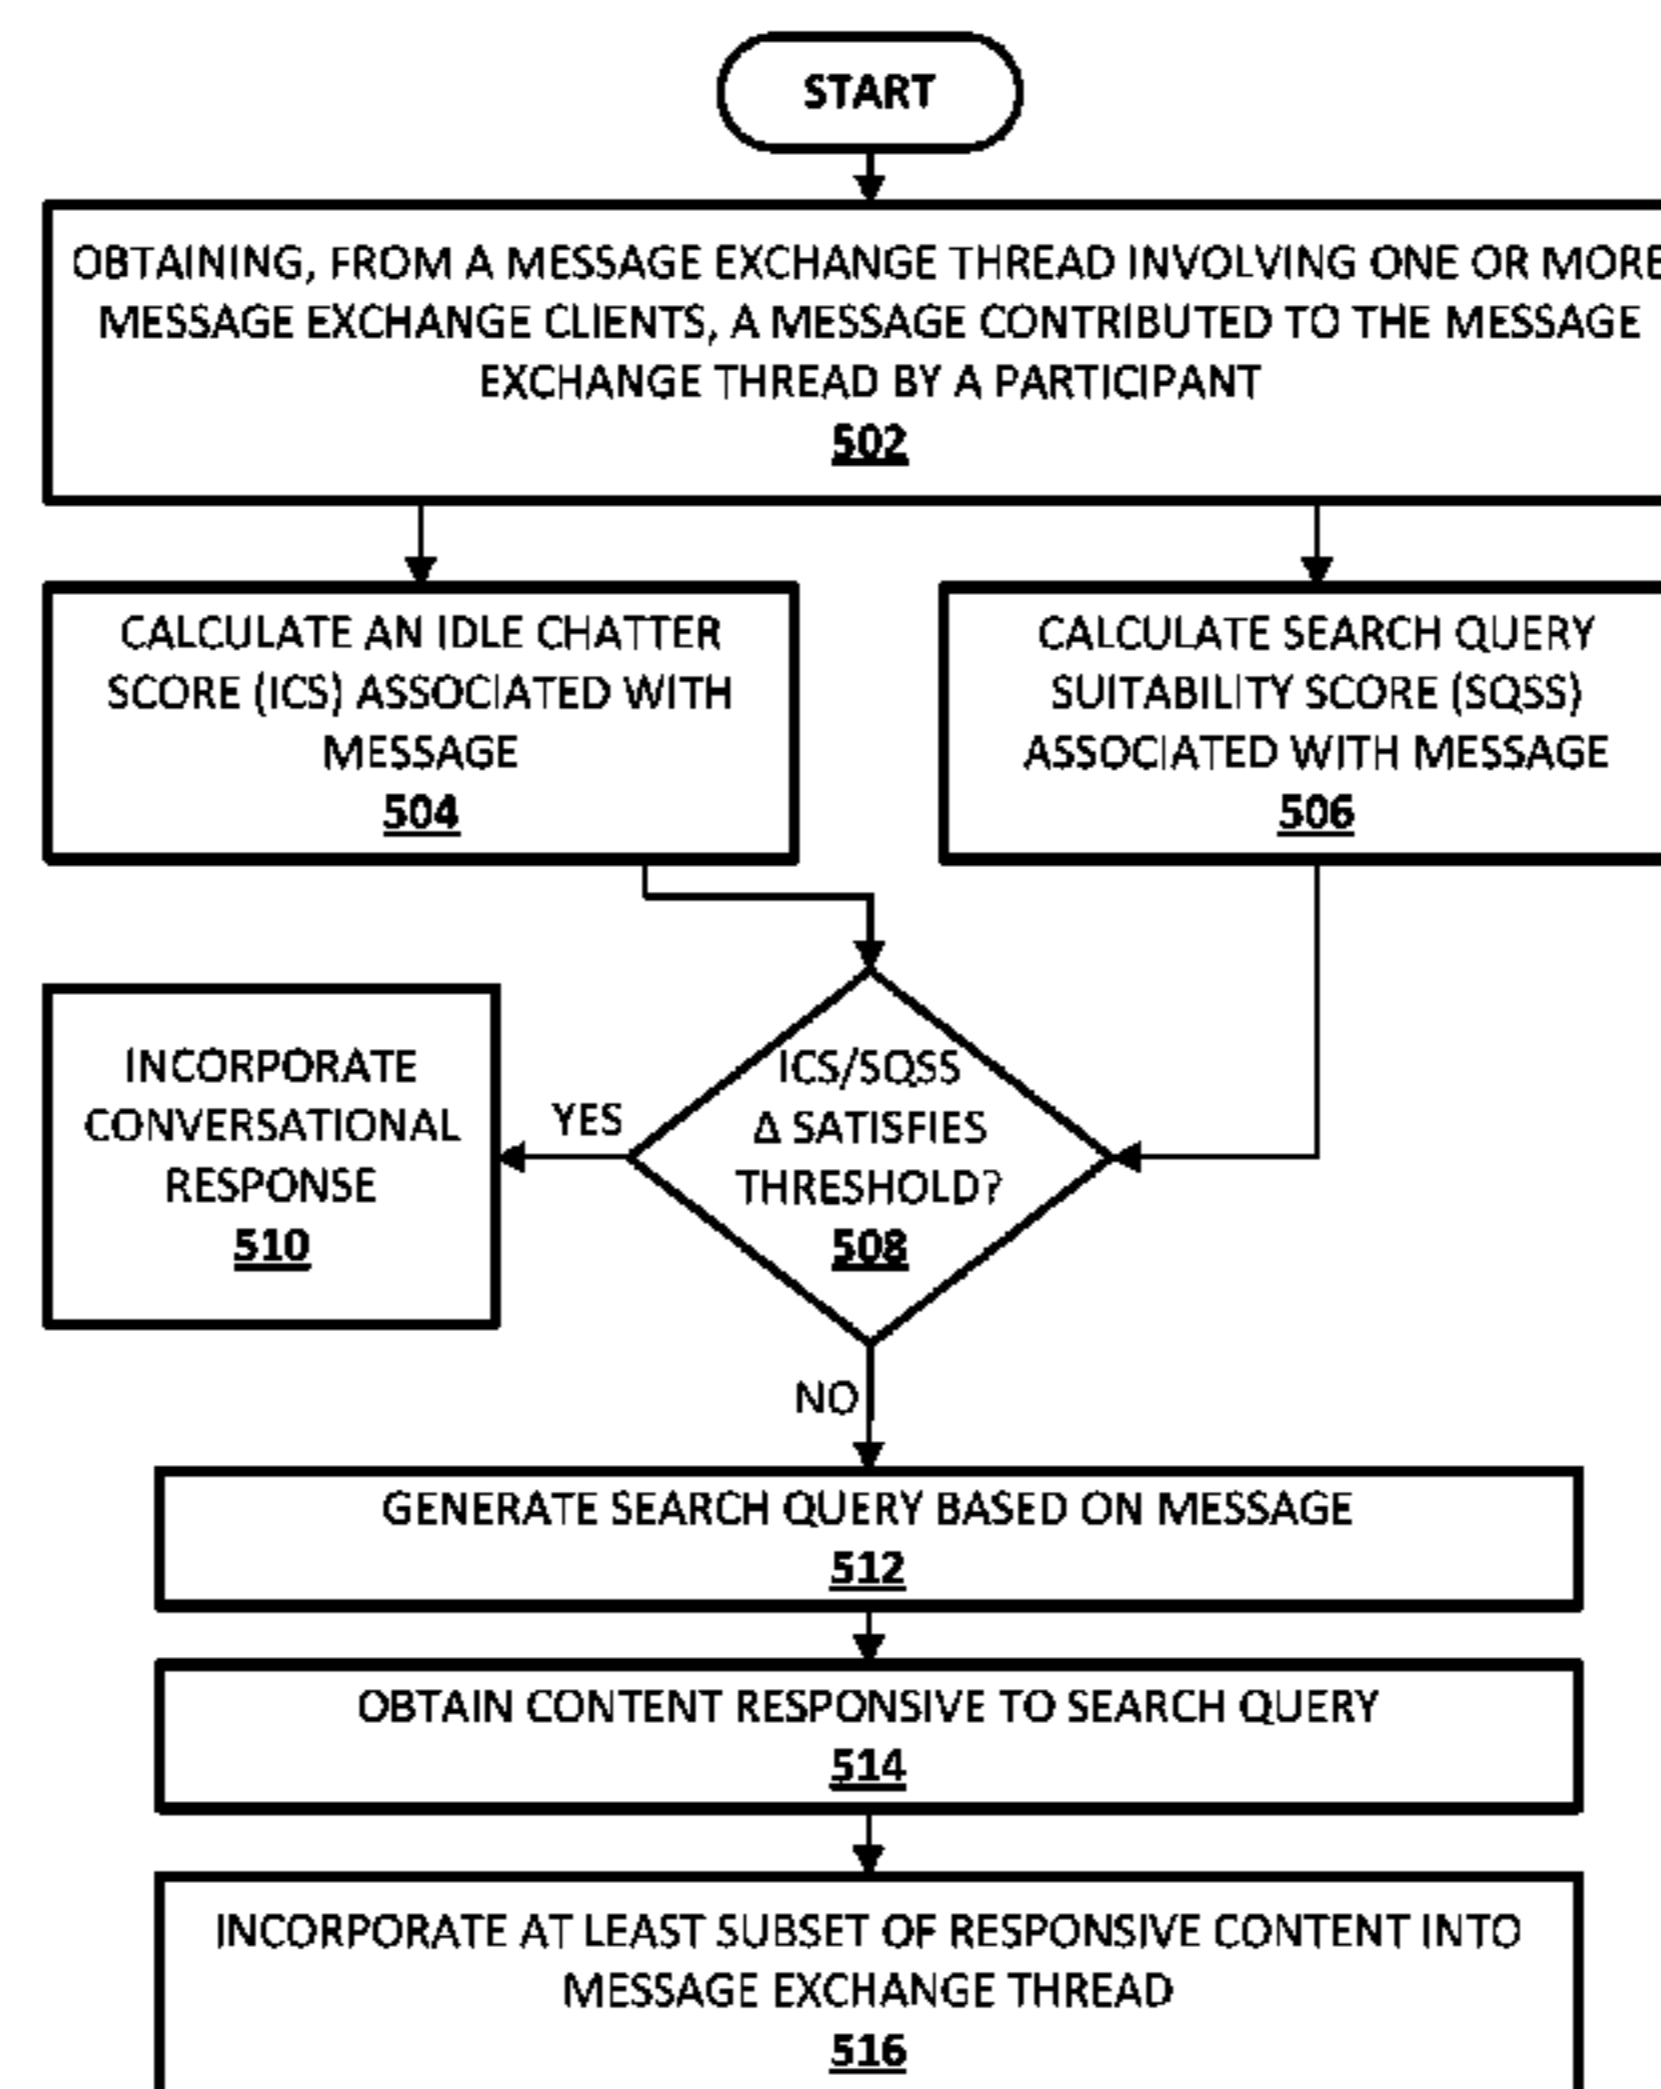 START
OBTAINING, FROM A MESSAGE EXCHANGE THREAD INVOLVING ONE OR MORE
MESSAGE EXCHANGE CLIENTS, A MESSAGE CONTRIBUTED TO THE MESSAGE
EXCHANGE THREAD BY A PARTICIPANT
502
CALCULATE AN IDLE CHATTER
SCORE (ICS) ASSOCIATED WITH
MESSAGE
504
CALCULATE SEARCH QUERY
SUITABILITY SCORE (SQSS)
ASSOCIATED WITH MESSAGE
506
ICS/SQSS
Δ SATISFIES
THRESHOLD?
508
YES
INCORPORATE
CONVERSATIONAL
RESPONSE
510
NO
GENERATE SEARCH QUERY BASED ON MESSAGE
512
OBTAIN CONTENT RESPONSIVE TO SEARCH QUERY
514
INCORPORATE AT LEAST SUBSET OF RESPONSIVE CONTENT INTO
MESSAGE EXCHANGE THREAD
516